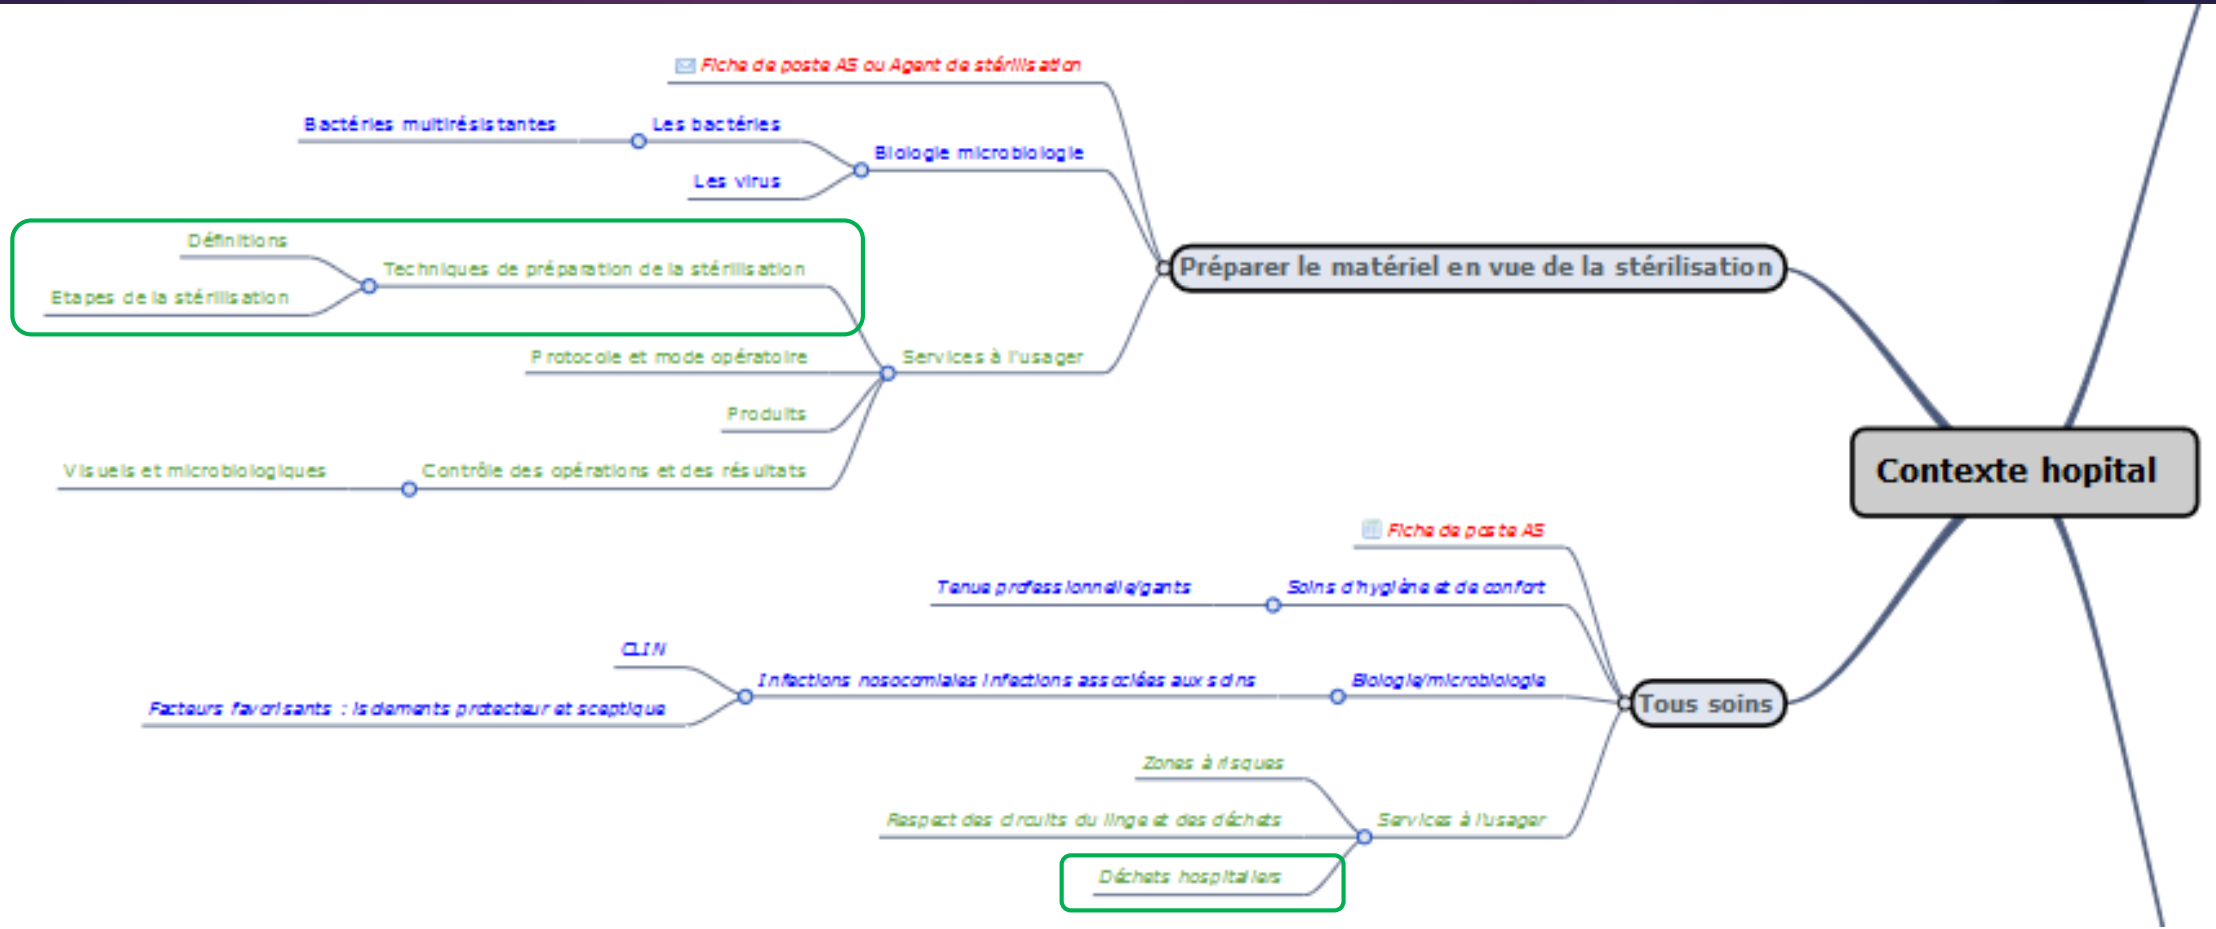 Fiche de poste AS ou Agent de stérilisation
Bactéries multirésistantes
Les bactéries
Biologie microbiologie
Les virus
Définitions
Techniques de préparation de la stérilisation
Etapes de la stérilisation
Préparer le matériel en vue de la stérilisation
Protocole et mode opératoire
Services à l'usager
Produits
Visuels et microbiologiques
Contrôle des opérations et des résultats
Contexte hopital
Fiche de poste AS
Tenue professionnelle/gants
Soins d'hygiène et de confort
CLIN
Infections nosocomiales infections associées aux soins
Biologie/microbiologie
Facteurs favorisants : isolements protecteur et sceptique
Tous soins
Zones à risques
Respect des circuits du linge et des déchets
Services à l'usager
Déchets hospitaliers